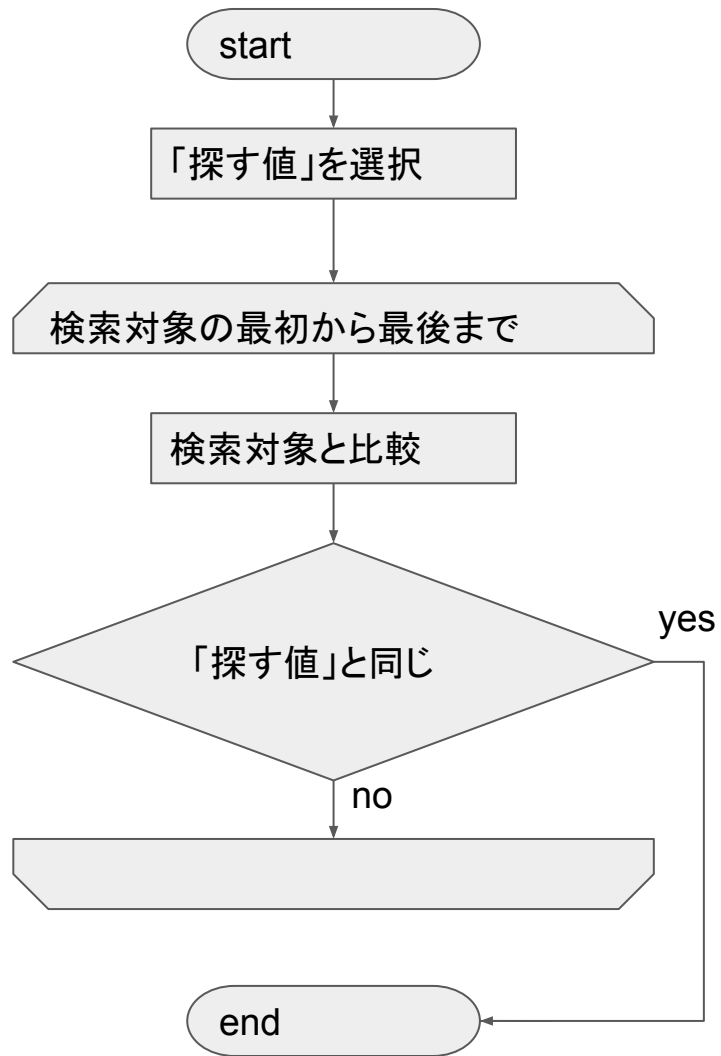 start
「探す値」を選択
検索対象の最初から最後まで
検索対象と比較
「探す値」と同じ
yes
no
end